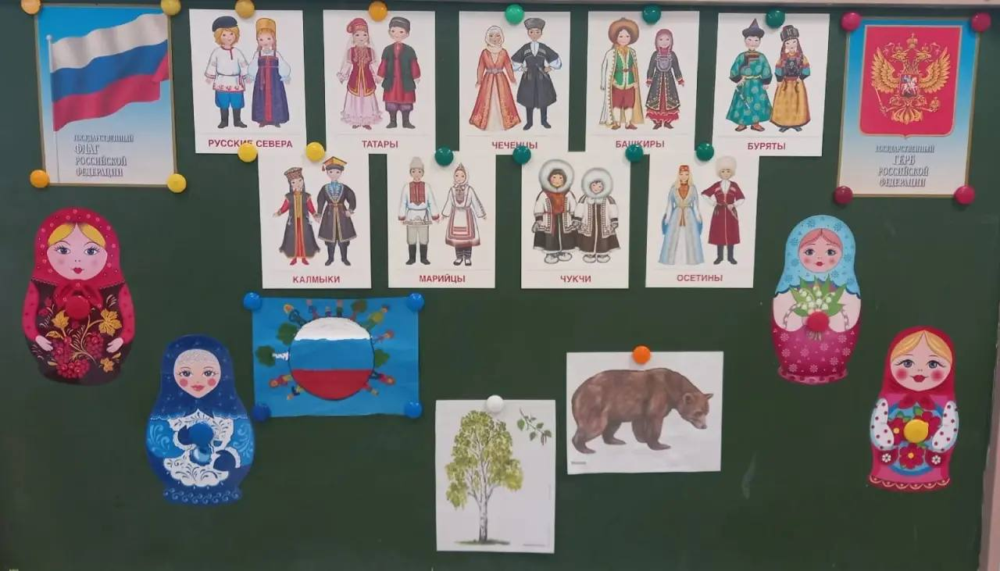 ГОСУДАРСТВЕННЫЙ
ФЛАГ
РОССИЙСКОЙ
ФЕДЕРАЦИИ
РУССКИЕ СЕВЕРА
ТАТАРЫ
ЧЕЧЕНЦЫ
БАШКИРЫ
БУРЯТЫ
ГОСУДАРСТВЕННЫЙ
ГЕРБ
РОССИЙСКОЙ
ФЕДЕРАЦИИ
КАЛМЫКИ
МАРИЙЦЫ
ЧУКЧИ
ОСЕТИНЫ